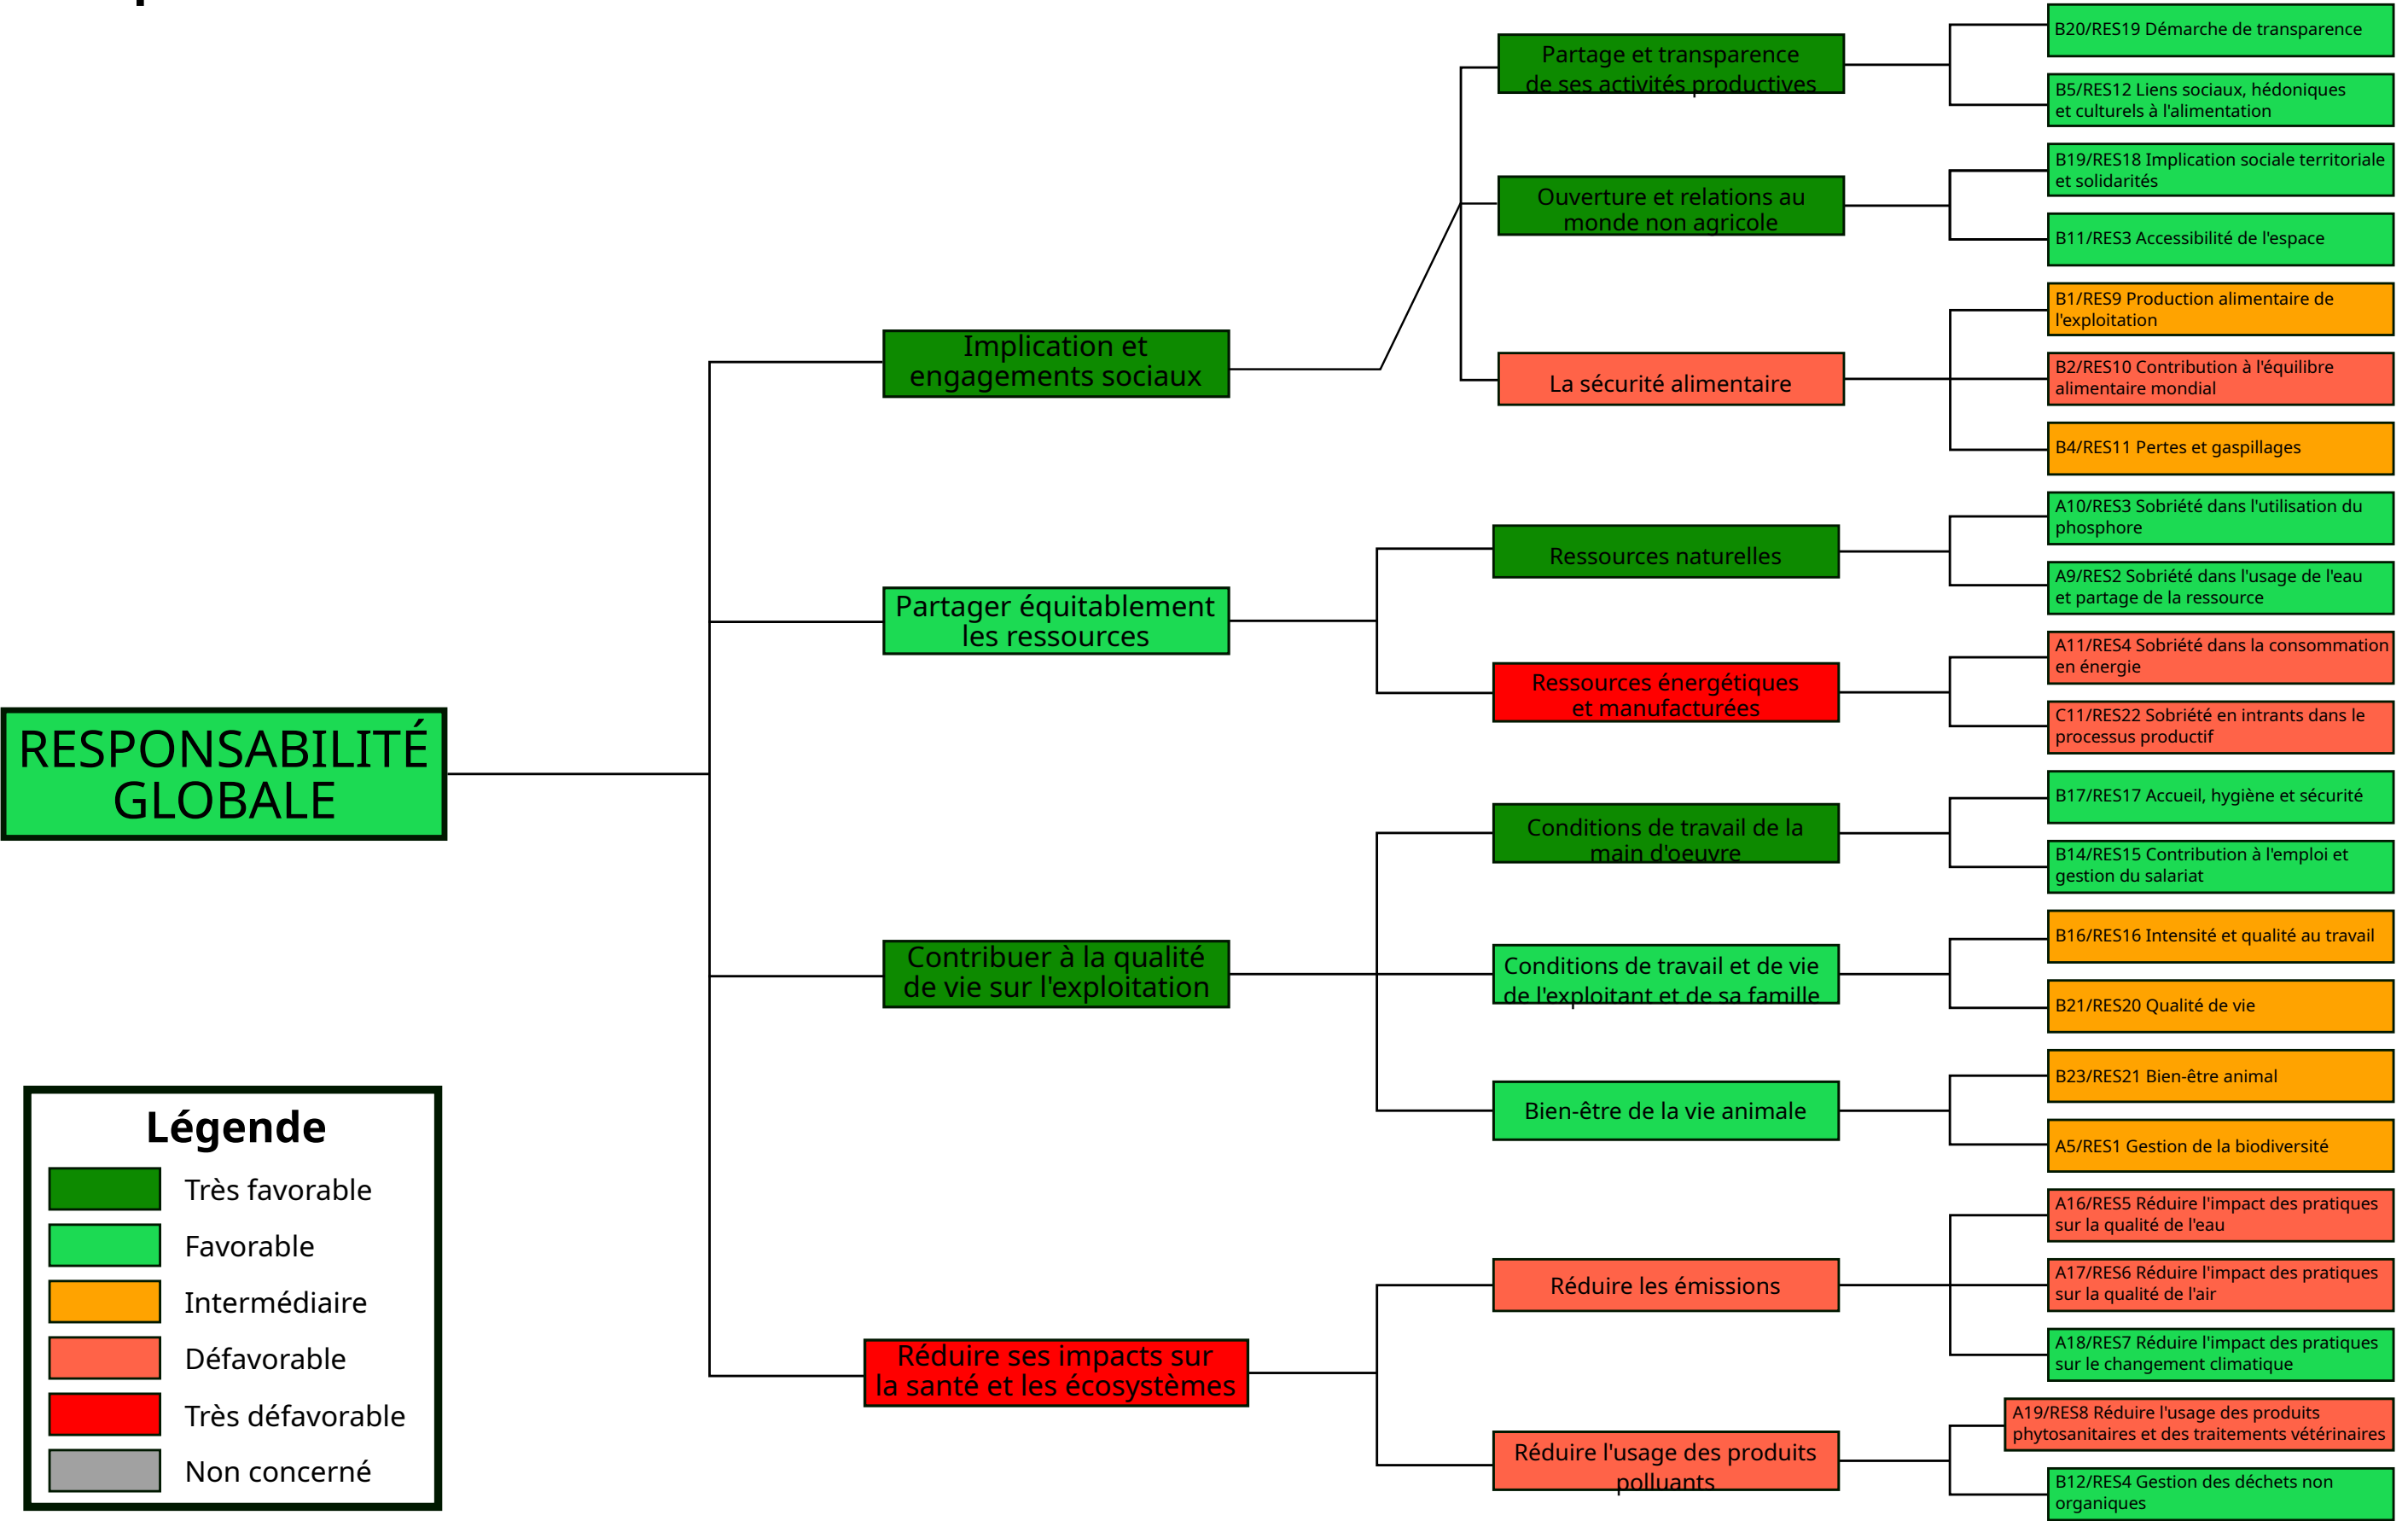 B20/RES19 Démarche de transparence
Partage et transparence
de ses activités productives
B5/RES12 Liens sociaux, hédoniques
et culturels à l'alimentation
B19/RES18 Implication sociale territoriale
et solidarités
Ouverture et relations au
monde non agricole
B11/RES3 Accessibilité de l'espace
B1/RES9 Production alimentaire de
l'exploitation
Implication et
engagements sociaux
La sécurité alimentaire
B2/RES10 Contribution à l'équilibre
alimentaire mondial
B4/RES11 Pertes et gaspillages
A10/RES3 Sobriété dans l'utilisation du
phosphore
Ressources naturelles
A9/RES2 Sobriété dans l'usage de l'eau
et partage de la ressource
Partager équitablement
les ressources
A11/RES4 Sobriété dans la consommation
en énergie
Ressources énergétiques
et manufacturées
C11/RES22 Sobriété en intrants dans le
processus productif
RESPONSABILITÉ
GLOBALE
B17/RES17 Accueil, hygiène et sécurité
Conditions de travail de la
main d'oeuvre
B14/RES15 Contribution à l'emploi et
gestion du salariat
B16/RES16 Intensité et qualité au travail
Contribuer à la qualité
de vie sur l'exploitation
Conditions de travail et de vie
de l'exploitant et de sa famille
B21/RES20 Qualité de vie
B23/RES21 Bien-être animal
Bien-être de la vie animale
A5/RES1 Gestion de la biodiversité
A16/RES5 Réduire l'impact des pratiques
sur la qualité de l'eau
Réduire les émissions
A17/RES6 Réduire l'impact des pratiques
sur la qualité de l'air
A18/RES7 Réduire l'impact des pratiques
sur le changement climatique
Réduire ses impacts sur
la santé et les écosystèmes
A19/RES8 Réduire l'usage des produits
phytosanitaires et des traitements vétérinaires
Réduire l'usage des produits
polluants
B12/RES4 Gestion des déchets non
organiques
Légende
Très favorable
Favorable
Intermédiaire
Défavorable
Très défavorable
Non concerné